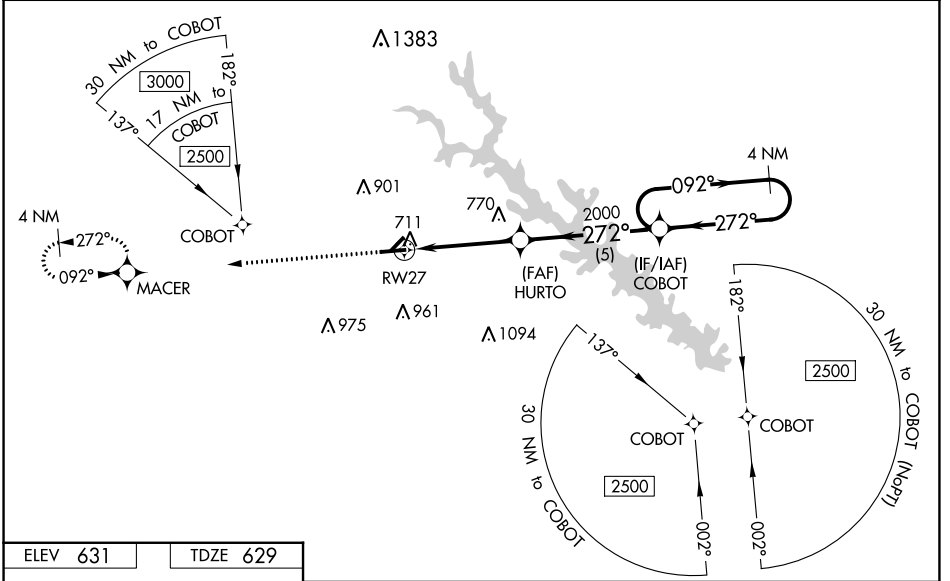 1383
30 NM to COBOT
3000
182°
137°
17 NM to
COBOT
2500
COBOT
4 NM
272°
092°
MACER
901
711
RW27
770
975
961
1094
2000
272°
(5)
(FAF)
HURTO
(IF/IAF)
COBOT
4 NM
092°
272°
137°
30 NM to COBOT
2500
COBOT
002°
182°
30 NM to COBOT (NoPT)
2500
COBOT
002°
ELEV 631
TDZE 629